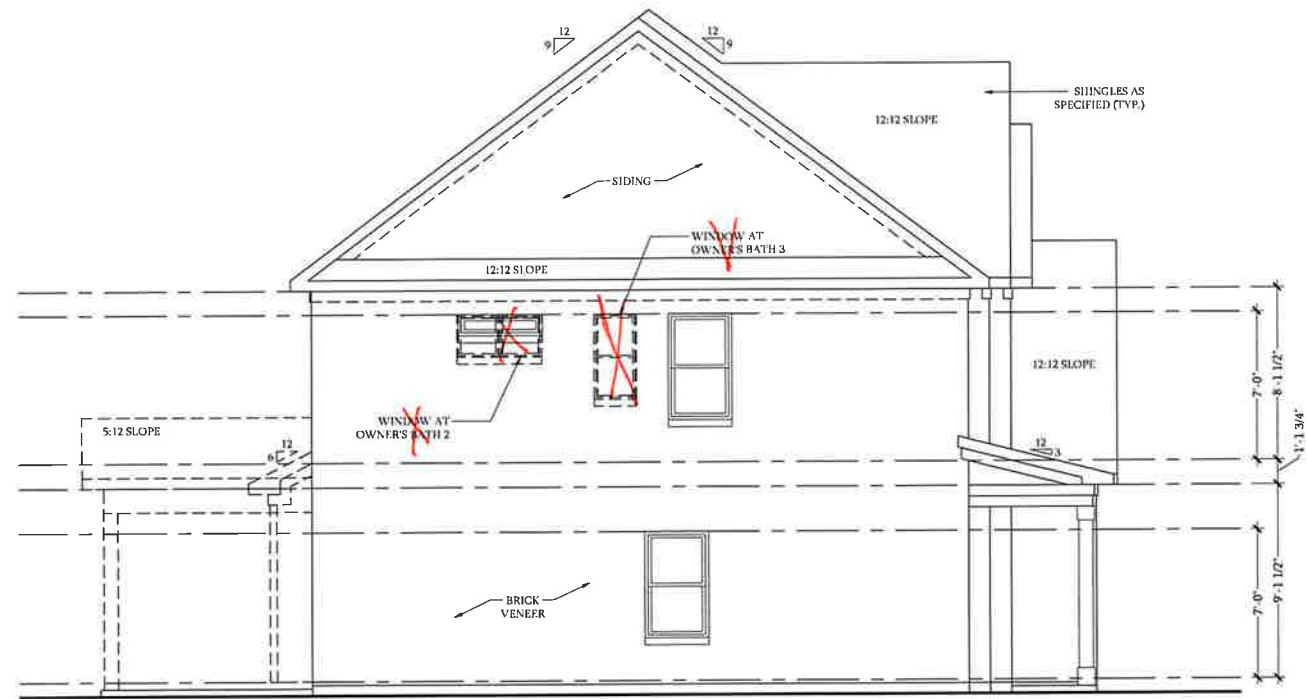 12
9
12
9
SHINGLES AS
SPECIFIED (TYP.)
12:12 SLOPE
SIDING
WINDOW AT
OWNER'S BATH 3
12:12 SLOPE
12:12 SLOPE
7'-0"
8'-1 1/2"
1'-1 3/4"
WINDOW AT
OWNER'S BATH 2
5:12 SLOPE
12
6
12
3
BRICK
VENEER
7'-0"
9'-1 1/2"